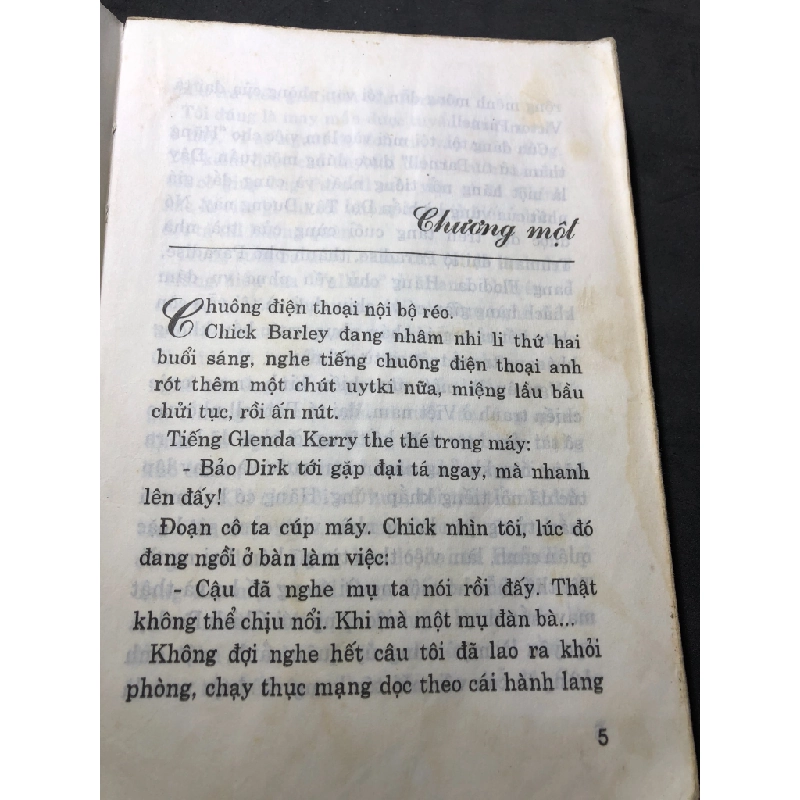 Chương một
Chuông điện thoại nội bộ réo.
Chick Barley đang nhâm nhi li thứ hai
buổi sáng, nghe tiếng chuông điện thoại anh
rót thêm một chút uytki nữa, miệng lầu bầu
chửi tục, rồi ấn nút.
Tiếng Glenda Kerry the thé trong máy:
- Bảo Dirk tới gặp đại tá ngay, mà nhanh
lên đấy!
Đoạn cô ta cúp máy. Chick nhìn tôi, lúc đó
đang ngồi ở bàn làm việc:
- Cậu đã nghe mụ ta nói rồi đấy. Thật
không thể chịu nổi. Khi mà một mụ đàn bà...
Không đợi nghe hết câu tôi đã lao ra khỏi
phòng, chạy thục mạng dọc theo cái hành lang
5